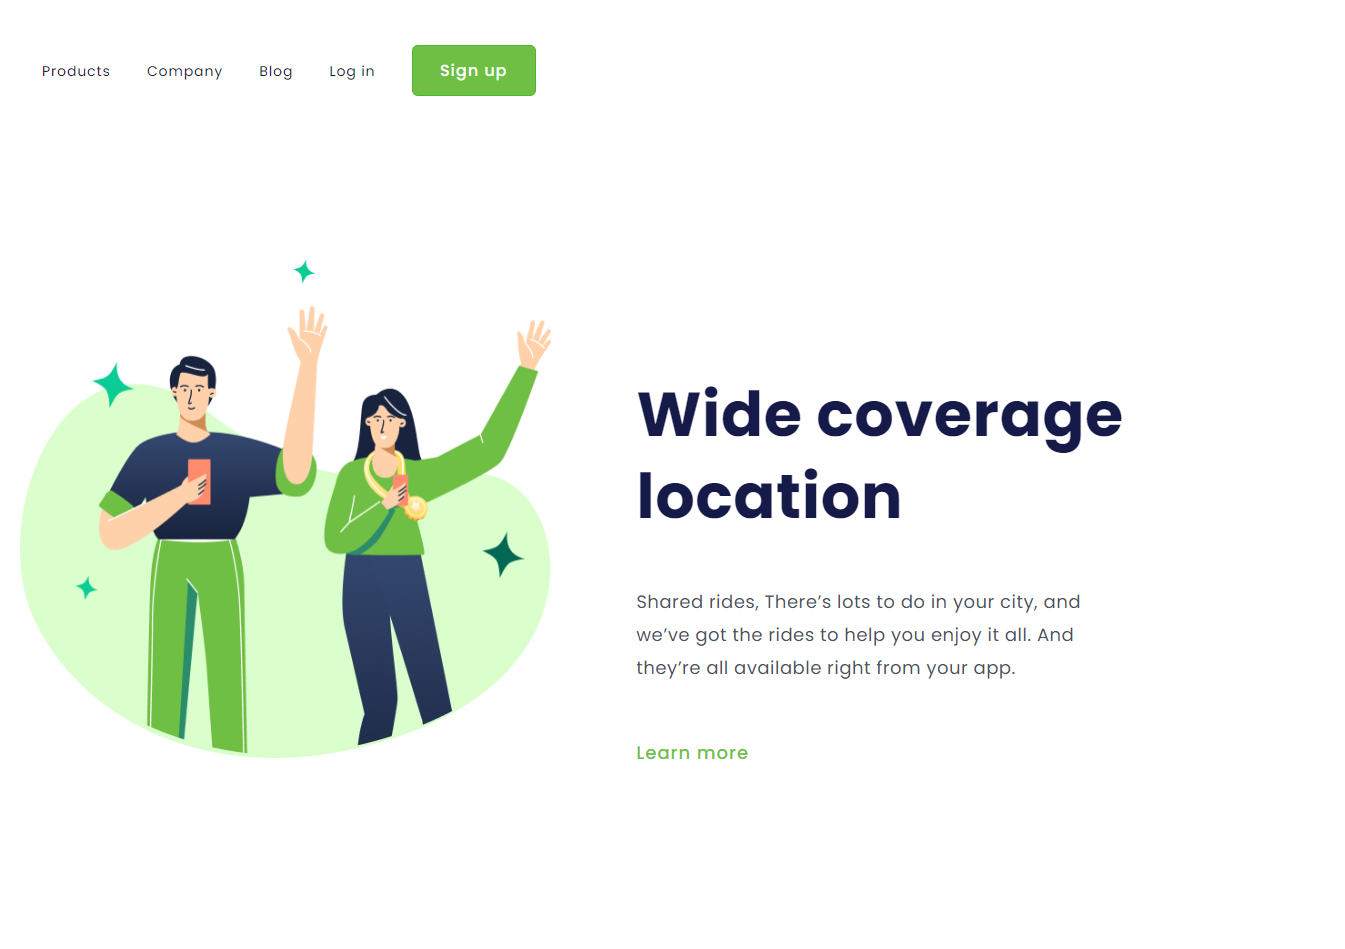 Products Company Blog Log in Sign up
Wide coverage
location
Shared rides, There’s lots to do in your city, and
we’ve got the rides to help you enjoy it all. And
they’re all available right from your app.
Learn more